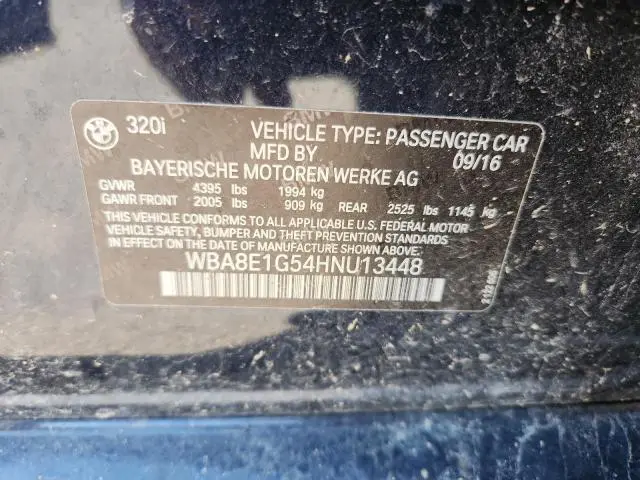 320i VEHICLE TYPE: PASSENGER CAR
MFD BY 09/16
BAYERISCHE MOTOREN WERKE AG
GVWR 4395 lbs 1994 kg
GAWR FRONT 2005 lbs 909 kg REAR 2525 lbs 1145 kg
THIS VEHICLE CONFORMS TO ALL APPLICABLE U.S. FEDERAL MOTOR
VEHICLE SAFETY, BUMPER AND THEFT PREVENTION STANDARDS
IN EFFECT ON THE DATE OF MANUFACTURE SHOWN ABOVE.
WBA8E1G54HNU13448